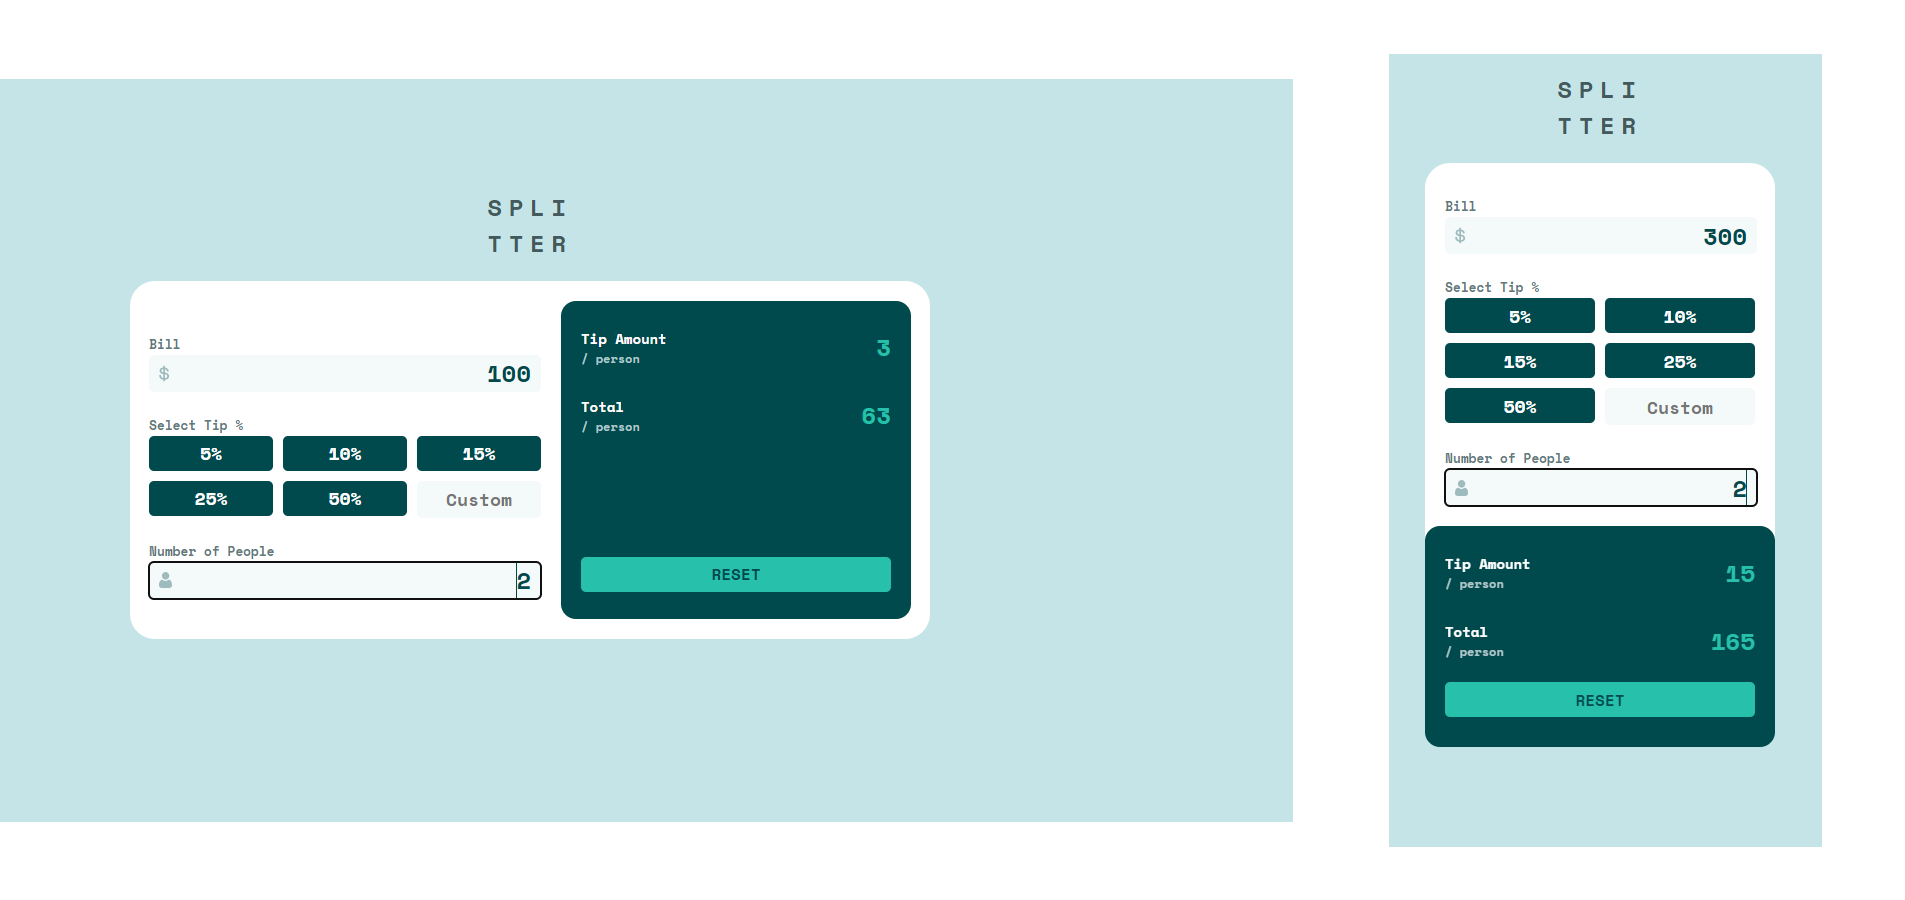 SPLI
TTER
Bill
$ 100
Select Tip %
5% 10% 15%
25% 50% Custom
Number of People
2
Tip Amount
/ person
3
Total
/ person
63
RESET
SPLI
TTER
Bill
$ 300
Select Tip %
5% 10%
15% 25%
50% Custom
Number of People
2
Tip Amount
/ person
15
Total
/ person
165
RESET